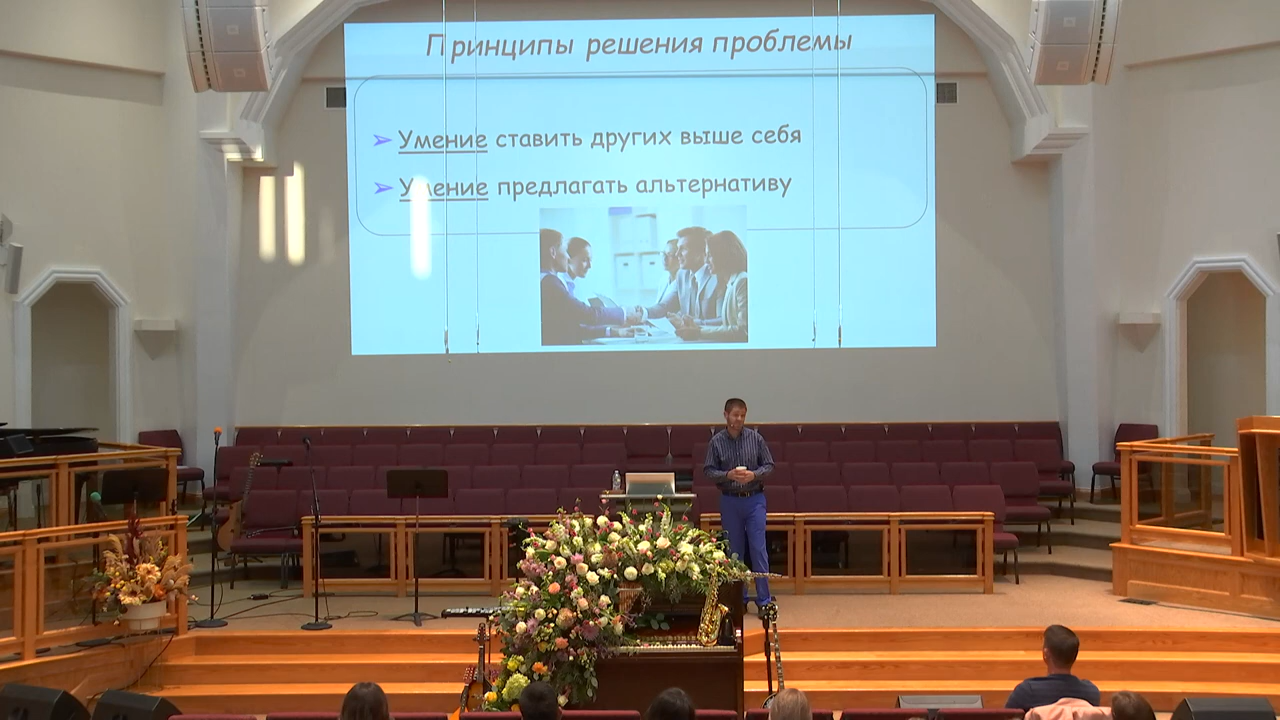 Принципы решения проблемы
➢ Умение ставить других выше себя
➢ Умение предлагать альтернативу